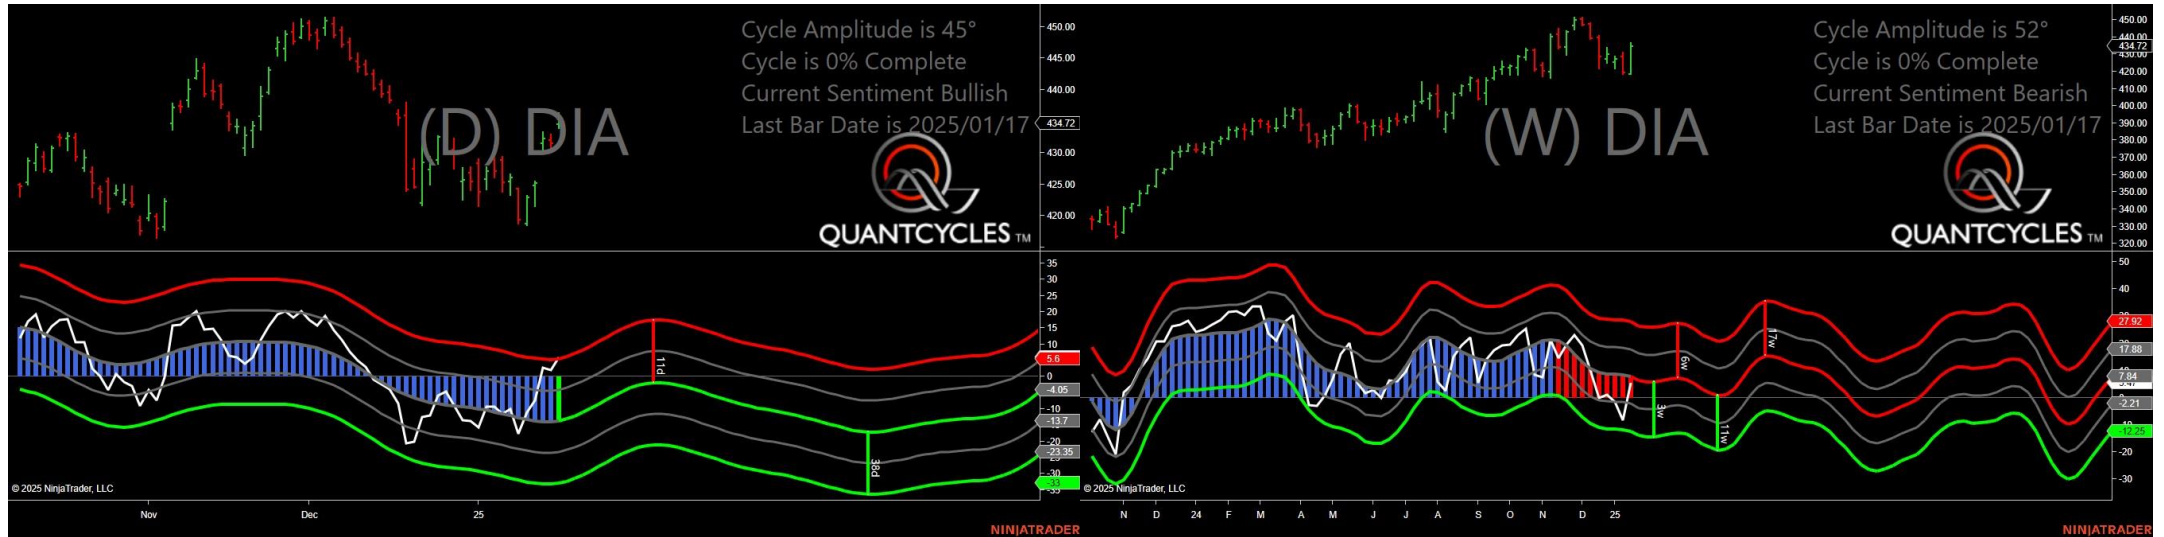 Cycle Amplitude is 45°
Cycle is 0% Complete
Current Sentiment Bullish
Last Bar Date is 2025/01/17
(D) DIA
QUANTCYCLES TM
450.00
445.00
440.00
434.72
430.00
425.00
420.00
35
30
25
20
15
10
5.6
0
-4.05
-10
-13.7
-20
-23.35
-30
-33
11d
38d
© 2025 NinjaTrader, LLC
Nov
Dec
25
NINJATRADER
Cycle Amplitude is 52°
Cycle is 0% Complete
Current Sentiment Bearish
Last Bar Date is 2025/01/17
(W) DIA
QUANTCYCLES TM
450.00
440.00
434.72
430.00
420.00
410.00
400.00
390.00
380.00
370.00
360.00
350.00
340.00
330.00
320.00
50
40
27.92
17.88
7.84
-2.21
-12.25
-20
-30
6w
17w
3w
11w
© 2025 NinjaTrader, LLC
N D 24 F M A M J J A S O N D 25
NINJATRADER